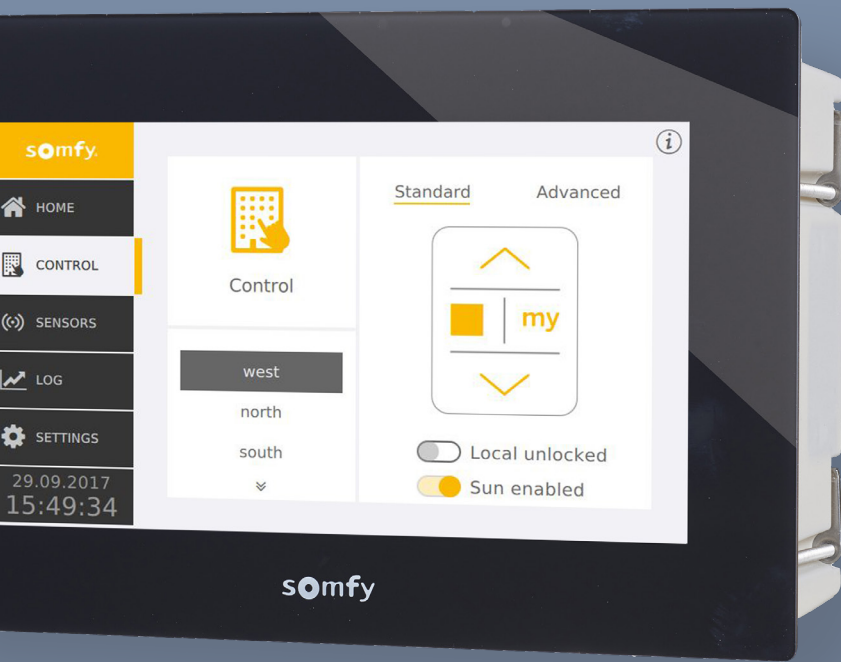 somfy.
HOME
CONTROL
SENSORS
LOG
SETTINGS
29.09.2017
15:49:34
i
Control
west
north
south
Standard
Advanced
my
Local unlocked
Sun enabled
somfy